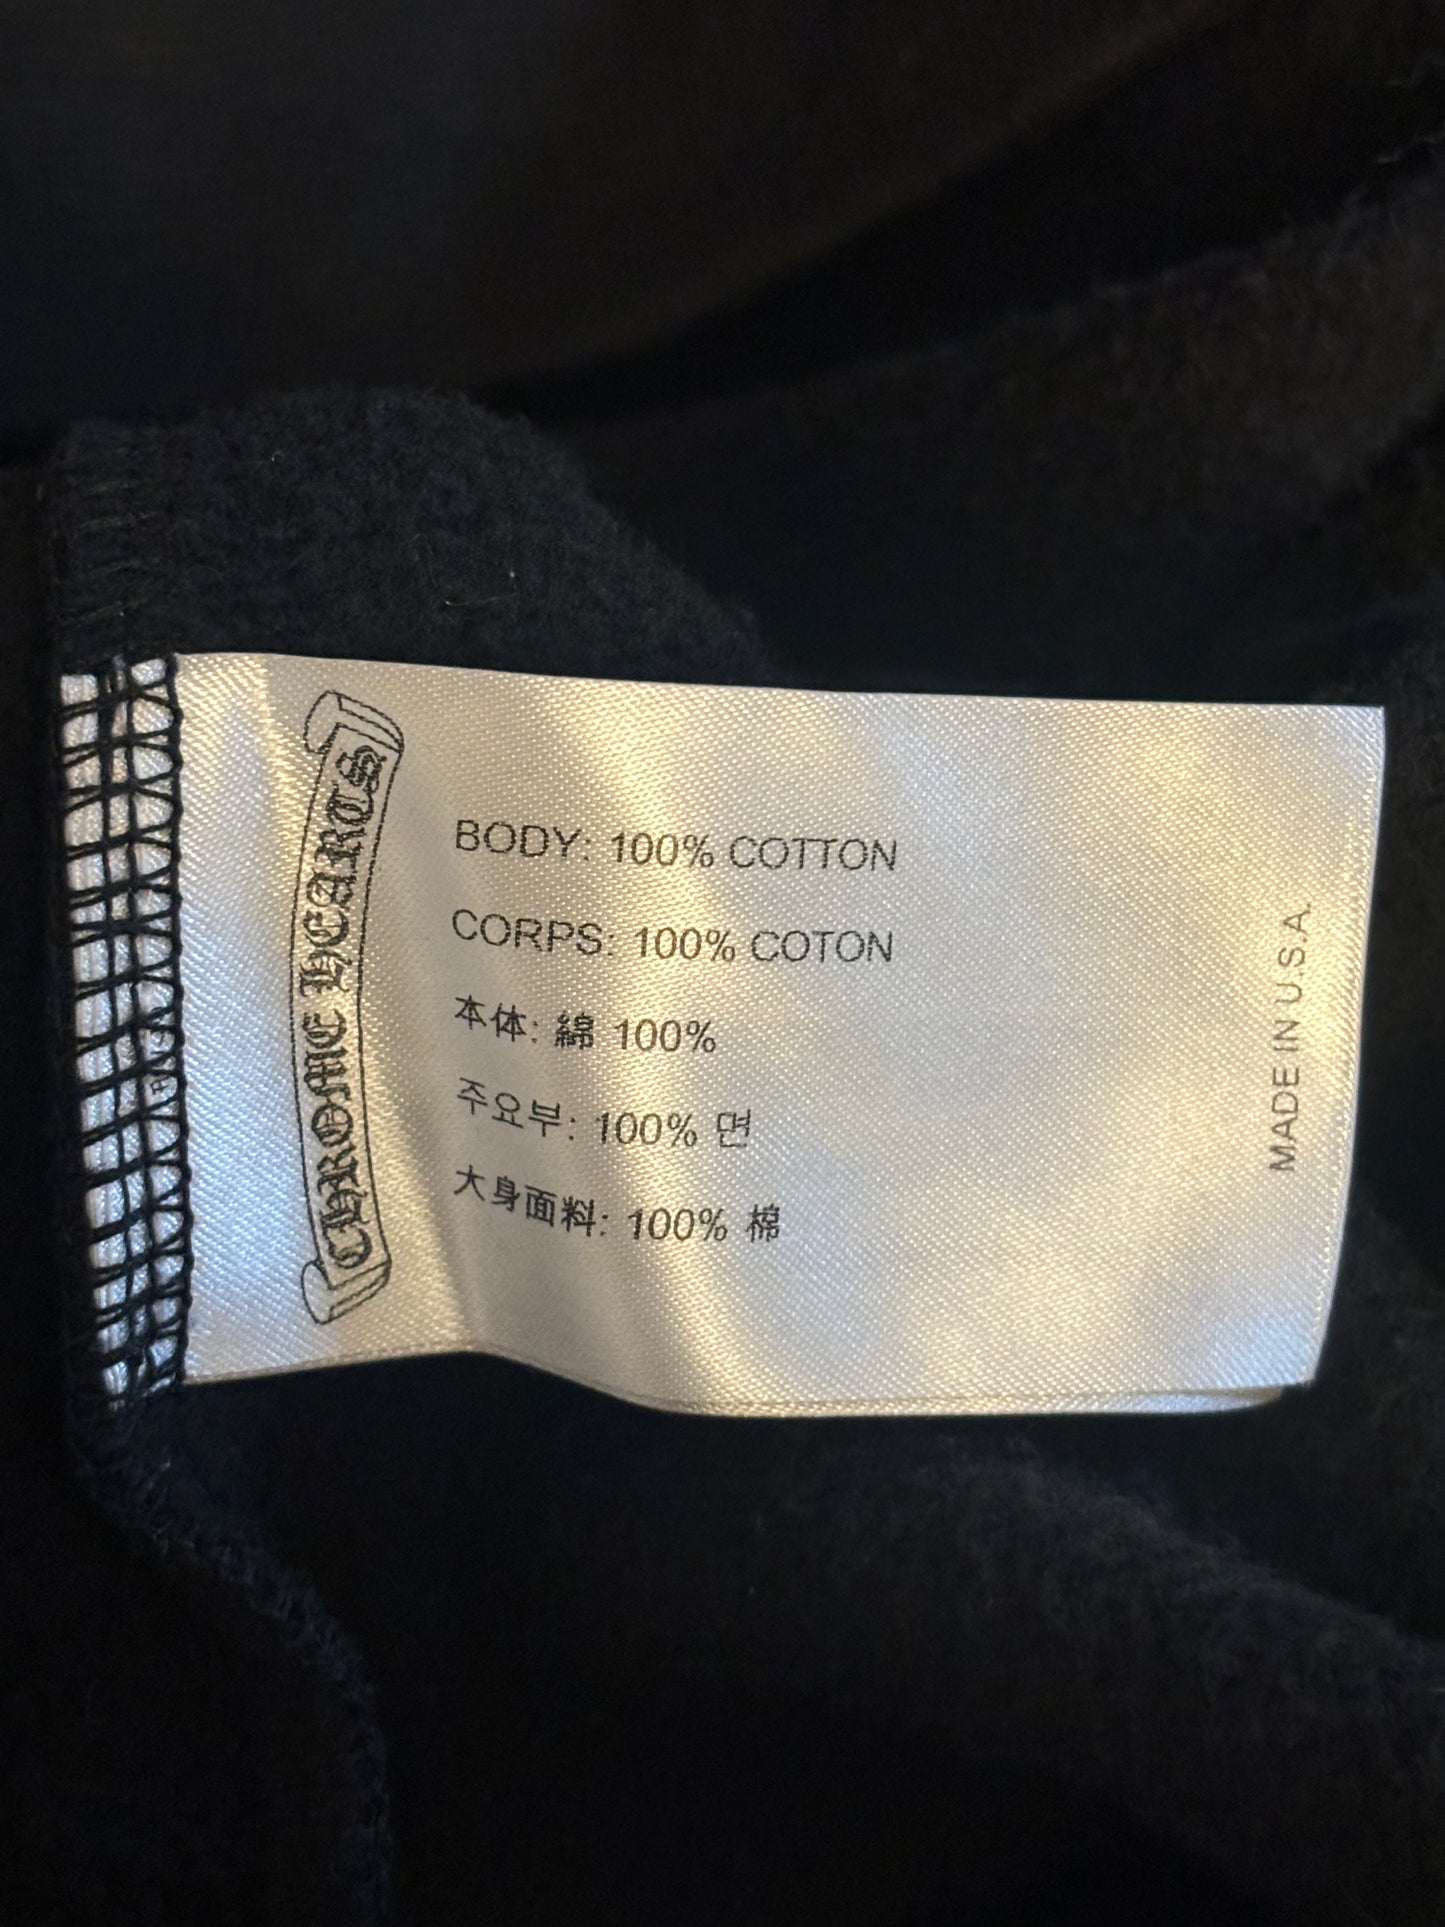 CHROME HEARTS
BODY: 100% COTTON
CORPS: 100% COTON
本体: 綿 100%
주요부: 100% 면
大身面料: 100% 棉
MADE IN U.S.A.